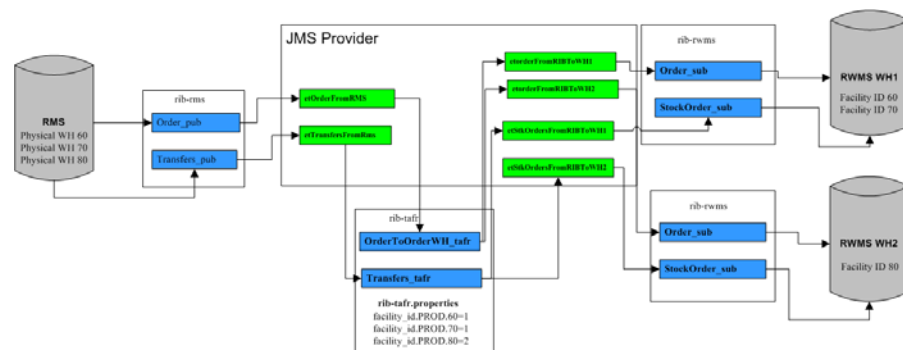 JMS Provider
rib-rwms
rib-rms
RMS
Physical WH 60
Physical WH 70
Physical WH 80
Order_pub
Transfers_pub
etOrderFromRMS
etTransfersFromRms
etorderFromRIBToWH1
etorderFromRIBToWH2
etStkOrdersFromRIBToWH1
etStkOrdersFromRIBToWH2
Order_sub
StockOrder_sub
RWMS WH1
Facility ID 60
Facility ID 70
rib-tafr
OrderToOrderWH_tafr
Transfers_tafr
rib-tafr.properties
facility_id.PROD.60=1
facility_id.PROD.70=1
facility_id.PROD.80=2
rib-rwms
Order_sub
StockOrder_sub
RWMS WH2
Facility ID 80